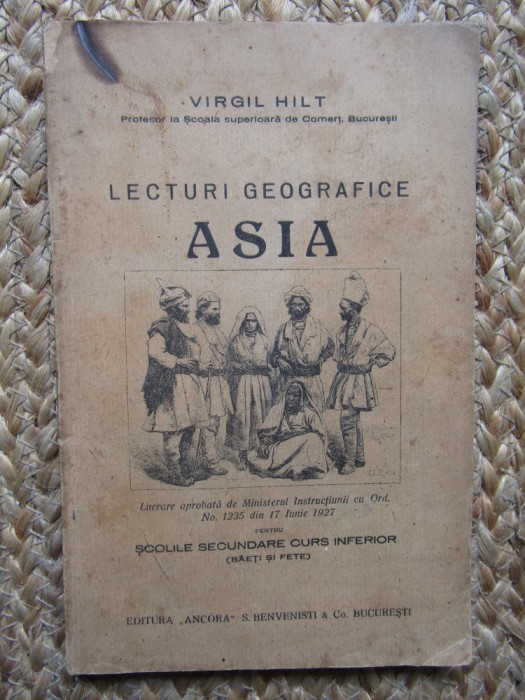 VIRGIL HILT
Profesor la Școala superioară de Comerț, București
LECTURI GEOGRAFICE
ASIA
Lucrare aprobată de Ministerul Instrucțiunii cu Ord.
No. 1235 din 17 Iunie 1927
PENTRU
ȘCOLILE SECUNDARE CURS INFERIOR
(BĂEȚI ȘI FETE)
EDITURA „ANCORA“ S. BENVENISTI & Co. BUCUREȘTI